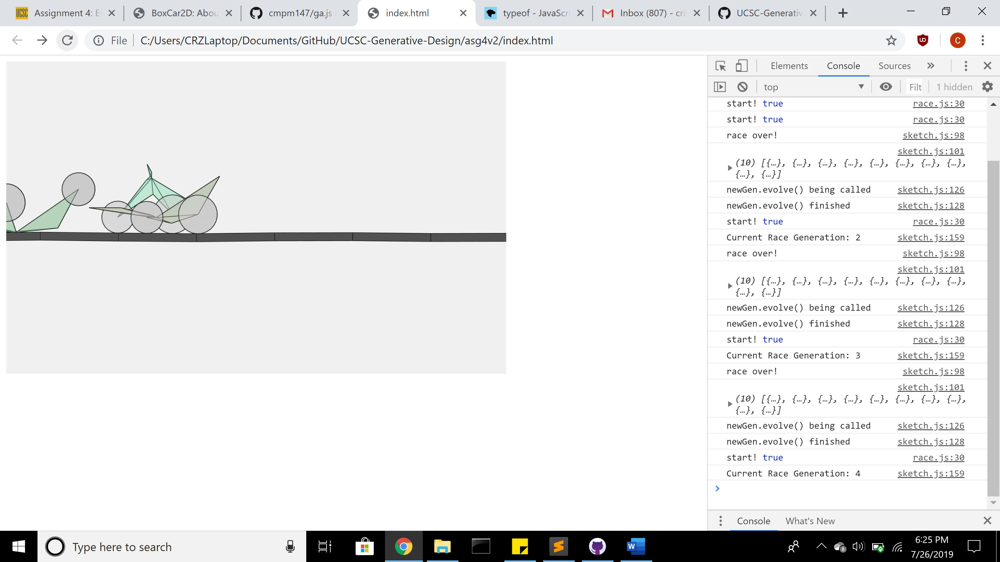 UCSC Assignment 4: E
BoxCar2D: Abou
cmpm147/ga.js
index.html
typeof - JavaScri
Inbox (807) - cri
UCSC-Generativ
File C:/Users/CRZLaptop/Documents/GitHub/UCSC-Generative-Design/asg4v2/index.html
C
Elements Console Sources »
top Filt 1 hidden
start! true race.js:30
start! true race.js:30
race over! sketch.js:98
sketch.js:101
(10) [{…}, {…}, {…}, {…}, {…}, {…}, {…}, {…},
{…}, {…}]
newGen.evolve() being called sketch.js:126
newGen.evolve() finished sketch.js:128
start! true race.js:30
Current Race Generation: 2 sketch.js:159
race over! sketch.js:98
sketch.js:101
(10) [{…}, {…}, {…}, {…}, {…}, {…}, {…}, {…},
{…}, {…}]
newGen.evolve() being called sketch.js:126
newGen.evolve() finished sketch.js:128
start! true race.js:30
Current Race Generation: 3 sketch.js:159
race over! sketch.js:98
sketch.js:101
(10) [{…}, {…}, {…}, {…}, {…}, {…}, {…}, {…},
{…}, {…}]
newGen.evolve() being called sketch.js:126
newGen.evolve() finished sketch.js:128
start! true race.js:30
Current Race Generation: 4 sketch.js:159
Console What's New
Type here to search
W
6:25 PM
7/26/2019